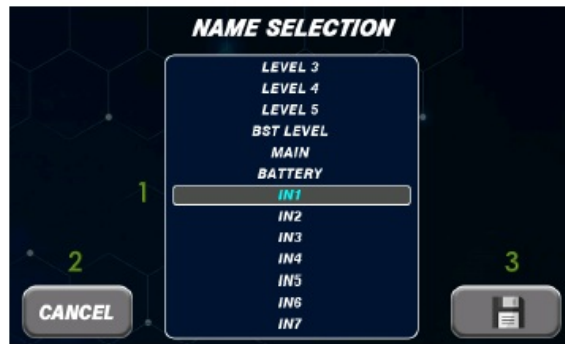 NAME SELECTION
LEVEL 3
LEVEL 4
LEVEL 5
BST LEVEL
MAIN
BATTERY
1
IN1
IN2
IN3
IN4
2
3
IN5
CANCEL
IN6
IN7